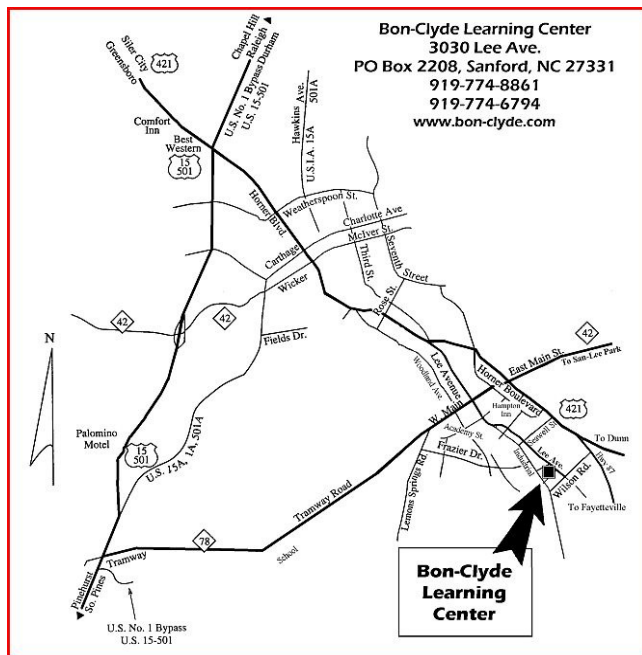 Bon-Clyde Learning Center
3030 Lee Ave.
PO Box 2208, Sanford, NC 27331
919-774-8861
919-774-6794
www.bon-clyde.com
Siler City
Greensboro
421
Chapel Hill
Raleigh
Durham
U.S. No. 1 Bypass
U.S. 15-501
Comfort
Inn
Best
Western
15
501
Hawkins Ave.
U.S.I.A. 15A
501A
Horner Blvd.
Weatherspoon St.
Charlotte Ave
Carthage
McIver St.
Wicker
Third St.
Seventh
Street
Rose St.
42
42
Fields Dr.
N
Woodland Ave.
Lee Avenue
W. Main
East Main St.
42
To San-Lee Park
Horner Boulevard
Hampton
Inn
421
Seawell St.
To Dunn
Academy St.
Frazier Dr.
Industrial
Lee Ave.
Wilson Rd.
Hwy 87
To Fayetteville
Lemons Springs Rd
Palomino
Motel
15
501
U.S. 15A, 1A, 501A
Tramway Road
78
School
Tramway
Pinehurst
So. Pines
U.S. No. 1 Bypass
U.S. 15-501
Bon-Clyde
Learning
Center